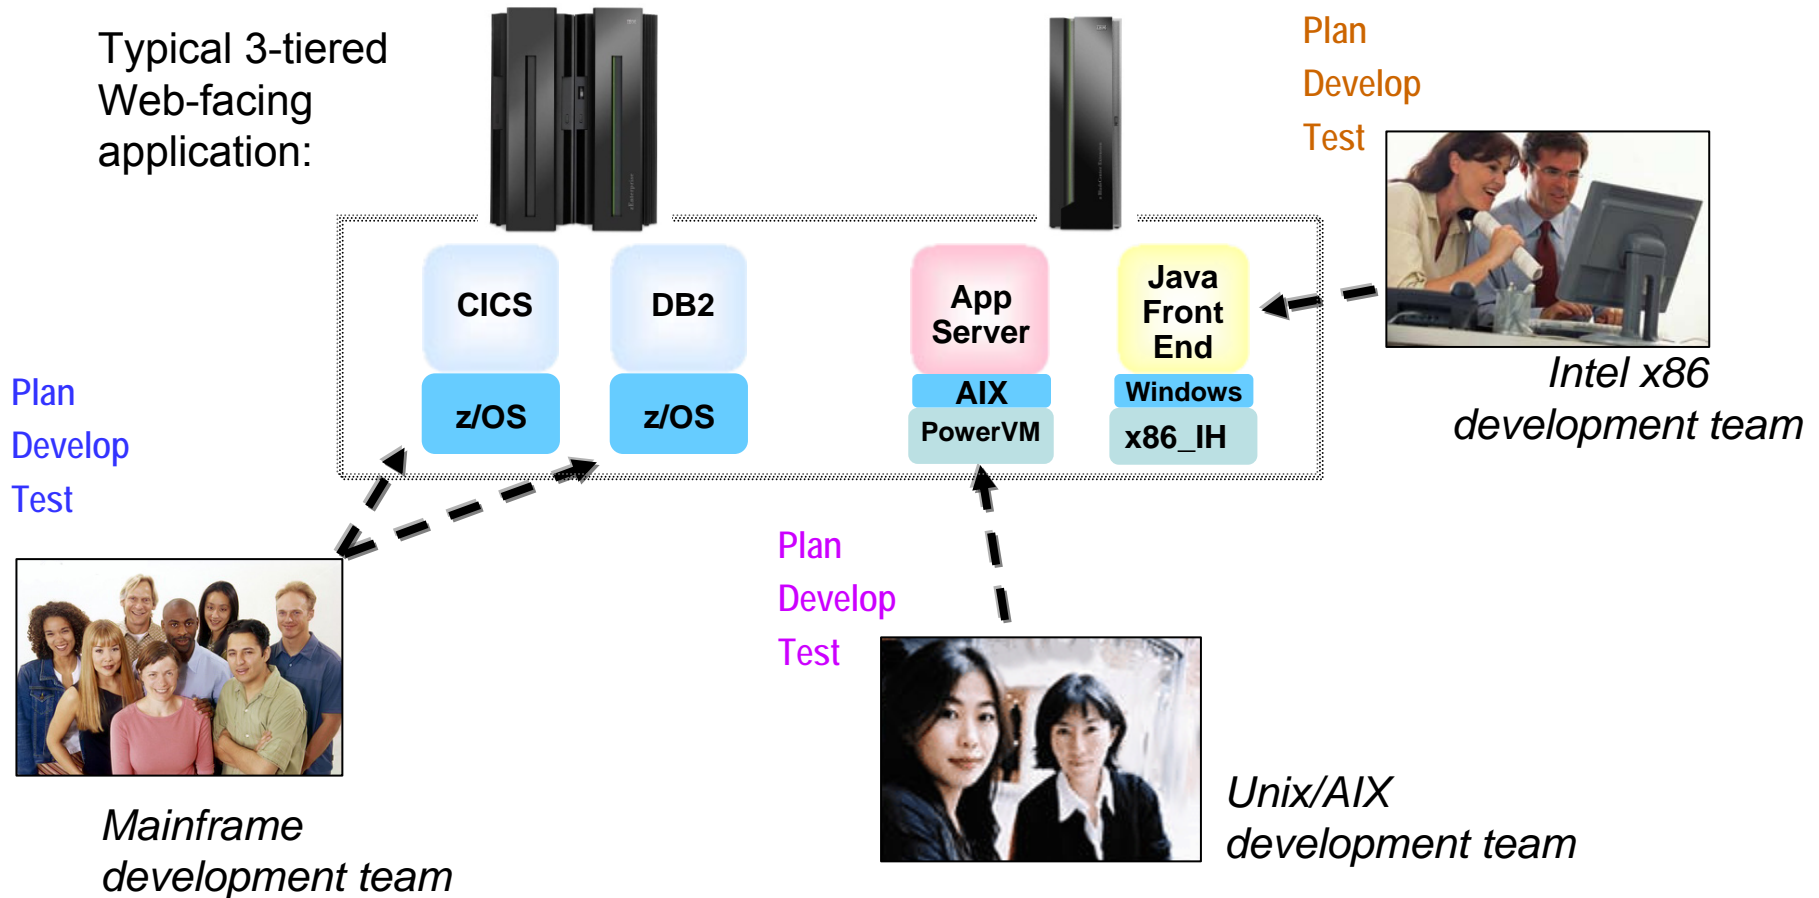 Typical 3-tiered
Web-facing
application:
Plan
Develop
Test
CICS
DB2
App
Server
Java
Front
End
z/OS
z/OS
AIX
PowerVM
Windows
x86_IH
Intel x86
development team
Plan
Develop
Test
Plan
Develop
Test
Mainframe
development team
Unix/AIX
development team